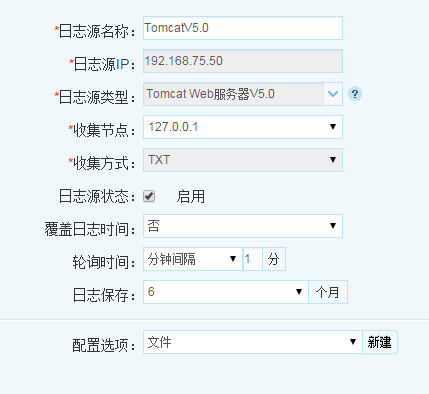 *日志源名称： TomcatV5.0
*日志源IP： 192.168.75.50
*日志源类型： Tomcat Web服务器V5.0 ?
*收集节点： 127.0.0.1
*收集方式： TXT
日志源状态： 启用
覆盖日志时间： 否
轮询时间： 分钟间隔 1 分
日志保存： 6 个月
配置选项： 文件 新建